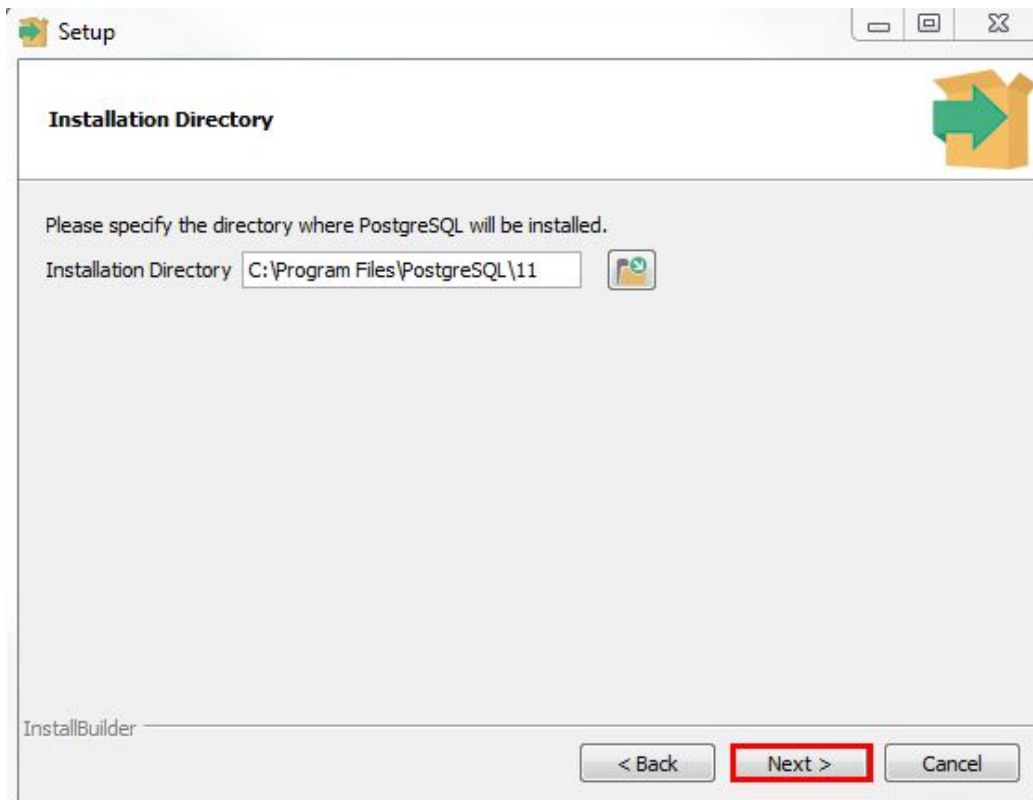 Setup
Installation Directory
Please specify the directory where PostgreSQL will be installed.
Installation Directory C:\Program Files\PostgreSQL\11
InstallBuilder
< Back Next > Cancel